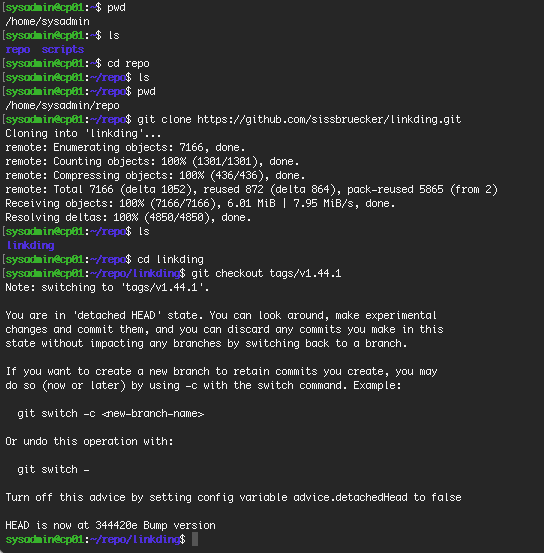 [sysadmin@cp01:~$ pwd
/home/sysadmin
[sysadmin@cp01:~$ ls
repo scripts
[sysadmin@cp01:~$ cd repo
[sysadmin@cp01:~/repo$ ls
[sysadmin@cp01:~/repo$ pwd
/home/sysadmin/repo
[sysadmin@cp01:~/repo$ git clone https://github.com/sissbruecker/linkding.git
Cloning into 'linkding'...
remote: Enumerating objects: 7166, done.
remote: Counting objects: 100% (1301/1301), done.
remote: Compressing objects: 100% (436/436), done.
remote: Total 7166 (delta 1052), reused 872 (delta 864), pack-reused 5865 (from 2)
Receiving objects: 100% (7166/7166), 6.01 MiB | 7.95 MiB/s, done.
Resolving deltas: 100% (4850/4850), done.
[sysadmin@cp01:~/repo$ ls
linkding
[sysadmin@cp01:~/repo$ cd linkding
[sysadmin@cp01:~/repo/linkding$ git checkout tags/v1.44.1
Note: switching to 'tags/v1.44.1'.
You are in 'detached HEAD' state. You can look around, make experimental
changes and commit them, and you can discard any commits you make in this
state without impacting any branches by switching back to a branch.
If you want to create a new branch to retain commits you create, you may
do so (now or later) by using -c with the switch command. Example:
git switch -c <new-branch-name>
Or undo this operation with:
git switch -
Turn off this advice by setting config variable advice.detachedHead to false
HEAD is now at 344420e Bump version
sysadmin@cp01:~/repo/linkding$